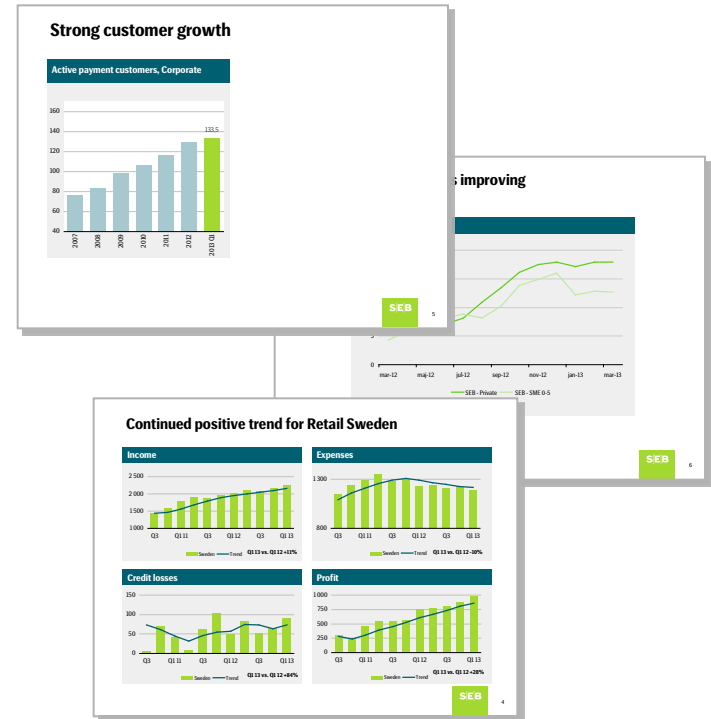 Strong customer growth
Active payment customers, Corporate
160
140
120
100
80
60
40
133,5
2007
2008
2009
2010
2011
2012
2013 Q1
SEB
5
improving
0
mar-12 maj-12 jul-12 sep-12 nov-12 jan-13 mar-13
SEB - Private SEB - SME 0-5
SEB
6
Continued positive trend for Retail Sweden
Income
2 500
2 000
1 500
1 000
Q3 Q1 11 Q3 Q1 12 Q3 Q1 13
Sweden Trend Q1 13 vs. Q1 12 +11%
Expenses
1 300
800
Q3 Q1 11 Q3 Q1 12 Q3 Q1 13
Sweden Trend Q1 13 vs. Q1 12 -10%
Credit losses
150
100
50
0
Q3 Q1 11 Q3 Q1 12 Q3 Q1 13
Sweden Trend Q1 13 vs. Q1 12 +84%
Profit
1 000
750
500
250
0
Q3 Q1 11 Q3 Q1 12 Q3 Q1 13
Sweden Trend Q1 13 vs. Q1 12 +28%
SEB
4